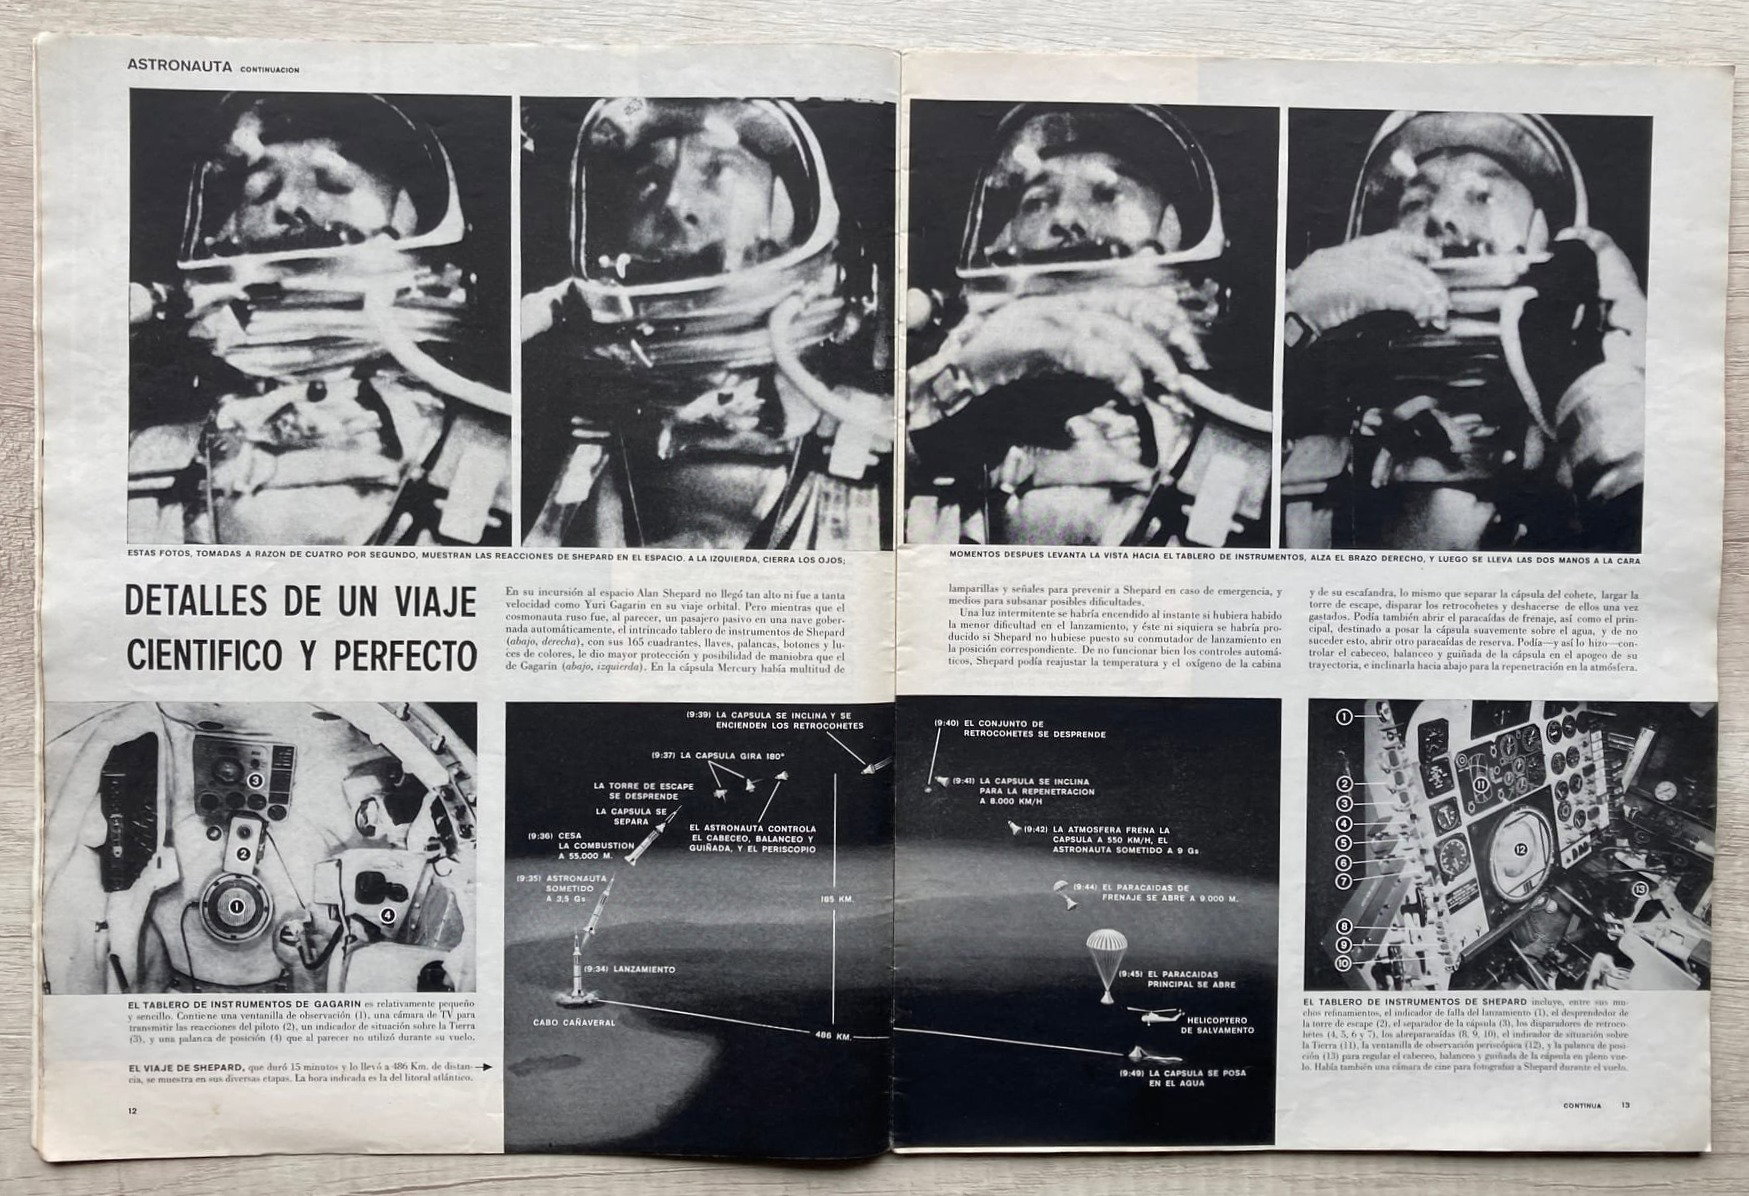 ASTRONAUTA CONTINUACION
ESTAS FOTOS, TOMADAS A RAZON DE CUATRO POR SEGUNDO, MUESTRAN LAS REACCIONES DE SHEPARD EN EL ESPACIO. A LA IZQUIERDA, CIERRA LOS OJOS;
DETALLES DE UN VIAJE
CIENTIFICO Y PERFECTO
En su incursión al espacio Alan Shepard no llegó tan alto ni fue a tanta
velocidad como Yuri Gagarin en su viaje orbital. Pero mientras que el
cosmonauta ruso fue, al parecer, un pasajero pasivo en una nave gober-
nada automáticamente, el intrincado tablero de instrumentos de Shepard
(abajo, derecha), con sus 165 cuadrantes, llaves, palancas, botones y lu-
ces de colores, le dio mayor protección y posibilidad de maniobra que el
de Gagarin (abajo, izquierda). En la cápsula Mercury había multitud de
1
2
3
4
EL TABLERO DE INSTRUMENTOS DE GAGARIN es relativamente pequeño
y sencillo. Contiene una ventanilla de observación (1), una cámara de TV para
transmitir las reacciones del piloto (2), un indicador de situación sobre la Tierra
(3), y una palanca de posición (4) que al parecer no utilizó durante su vuelo.
EL VIAJE DE SHEPARD, que duró 15 minutos y lo llevó a 486 Km. de distan-
cia, se muestra en sus diversas etapas. La hora indicada es la del litoral atlántico.
12
(9:39) LA CAPSULA SE INCLINA Y SE
ENCIENDEN LOS RETROCOHETES
(9:37) LA CAPSULA GIRA 180°
LA TORRE DE ESCAPE
SE DESPRENDE
LA CAPSULA SE
SEPARA
EL ASTRONAUTA CONTROLA
EL CABECEO, BALANCEO Y
GUIÑADA, Y EL PERISCOPIO
(9:36) CESA
LA COMBUSTION
A 55.000 M.
(9:35) ASTRONAUTA
SOMETIDO
A 3,5 Gs
185 KM.
(9:34) LANZAMIENTO
CABO CAÑAVERAL
486 KM.
MOMENTOS DESPUES LEVANTA LA VISTA HACIA EL TABLERO DE INSTRUMENTOS, ALZA EL BRAZO DERECHO, Y LUEGO SE LLEVA LAS DOS MANOS A LA CARA
lamparillas y señales para prevenir a Shepard en caso de emergencia, y
medios para subsanar posibles dificultades.
Una luz intermitente se habría encendido al instante si hubiera habido
la menor dificultad en el lanzamiento, y éste ni siquiera se habría pro-
ducido si Shepard no hubiese puesto su conmutador de lanzamiento en
la posición correspondiente. De no funcionar bien los controles automá-
ticos, Shepard podía reajustar la temperatura y el oxígeno de la cabina
y de su escafandra, lo mismo que separar la cápsula del cohete, largar la
torre de escape, disparar los retrocohetes y deshacerse de ellos una vez
gastados. Podía también abrir el paracaídas de frenaje, así como el prin-
cipal, destinado a posar la cápsula suavemente sobre el agua, y de no
suceder esto, abrir otro paracaídas de reserva. Podía—y así lo hizo—con-
trolar el cabeceo, balanceo y guiñada de la cápsula en el apogeo de su
trayectoria, e inclinarla hacia abajo para la repenetración en la atmósfera.
(9:40) EL CONJUNTO DE
RETROCOHETES SE DESPRENDE
(9:41) LA CAPSULA SE INCLINA
PARA LA REPENETRACION
A 8.000 KM/H
(9:42) LA ATMOSFERA FRENA LA
CAPSULA A 550 KM/H, EL
ASTRONAUTA SOMETIDO A 9 Gs
(9:44) EL PARACAIDAS DE
FRENAJE SE ABRE A 9.000 M.
(9:45) EL PARACAIDAS
PRINCIPAL SE ABRE
HELICOPTERO
DE SALVAMENTO
(9:49) LA CAPSULA SE POSA
EN EL AGUA
1
2
3
4
5
6
7
8
9
10
11
12
13
EL TABLERO DE INSTRUMENTOS DE SHEPARD incluye, entre sus mu-
chos refinamientos, el indicador de falla del lanzamiento (1), el desprendedor de
la torre de escape (2), el separador de la cápsula (3), los disparadores de retroco-
hetes (4, 5, 6 y 7), los abreparacaídas (8, 9, 10), el indicador de situación sobre
la Tierra (11), la ventanilla de observación periscópica (12), y la palanca de posi-
ción (13) para regular el cabeceo, balanceo y guiñada de la cápsula en pleno vue-
lo. Había también una cámara de cine para fotografiar a Shepard durante el vuelo.
CONTINUA 13